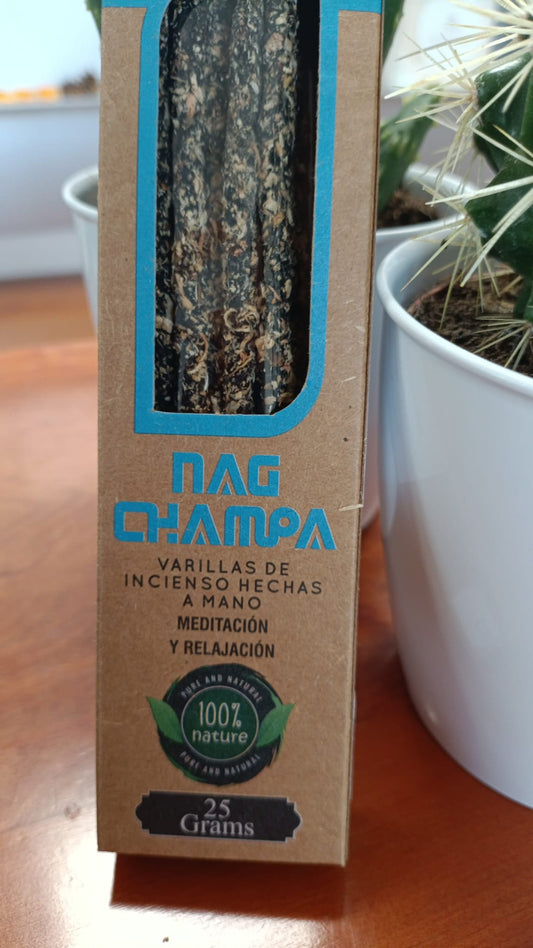 NAG
CHAMPA
VARILLAS DE
INCIENSO HECHAS
A MANO
MEDITACIÓN
Y RELAJACIÓN
PURE AND NATURAL
100%
nature
PURE AND NATURAL
25
Grams